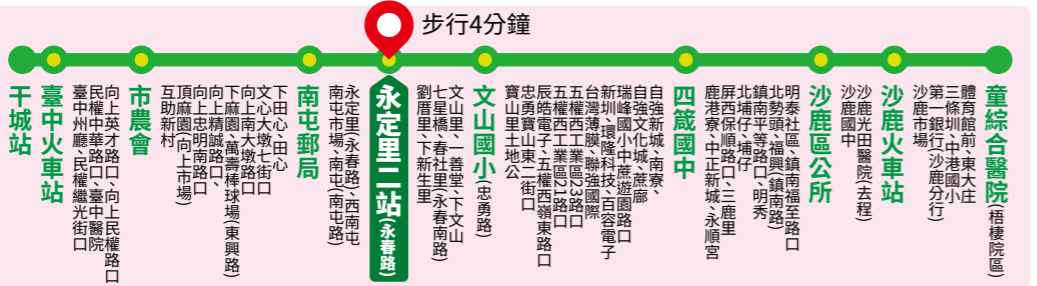 步行4分鐘
干城站
臺中火車站
臺中州廳、民權繼光街口
民權中華路口、臺中醫院
向上英才路口、向上民權路口
市農會
互助新村
頂麻園(向上市場)
向上忠明南路口
向上精誠路口、
下麻園、萬壽棒球場(東興路)
向上南大墩路口
文心大墩七街口
下田心、田心
南屯郵局
南屯市場、南屯(南屯路)
永定里(永春路)、西南屯
永定里二站(永春路)
劉厝里、下新生里
七星橋、春社里(永春南路)
文山里、一善堂、下文山
文山國小(忠勇路)
寶山里土地公
忠勇寶山東二街口
辰皓電子、五權西嶺東路口
五權西工業區21路口
五權西工業區23路口
台灣薄膜、聯強國際
新圳、環隆科技、百容電子
瑞峰國小中蔗遊園路口
自強文化城、蔗廍
自強新城、南寮、
四箴國中
鹿港寮、中正新城、永順宮
屏西保順路口、三鹿里
北埔仔、埔仔
鎮南平等路口、明秀
北勢頭、福興(鎮南路)
明泰社區、鎮南福至路口
沙鹿區公所
沙鹿國中
沙鹿光田醫院(去程)
沙鹿火車站
沙鹿市場
第一銀行(沙鹿分行)
三條圳、中港國小
體育館前、東大庄
童綜合醫院(梧棲院區)